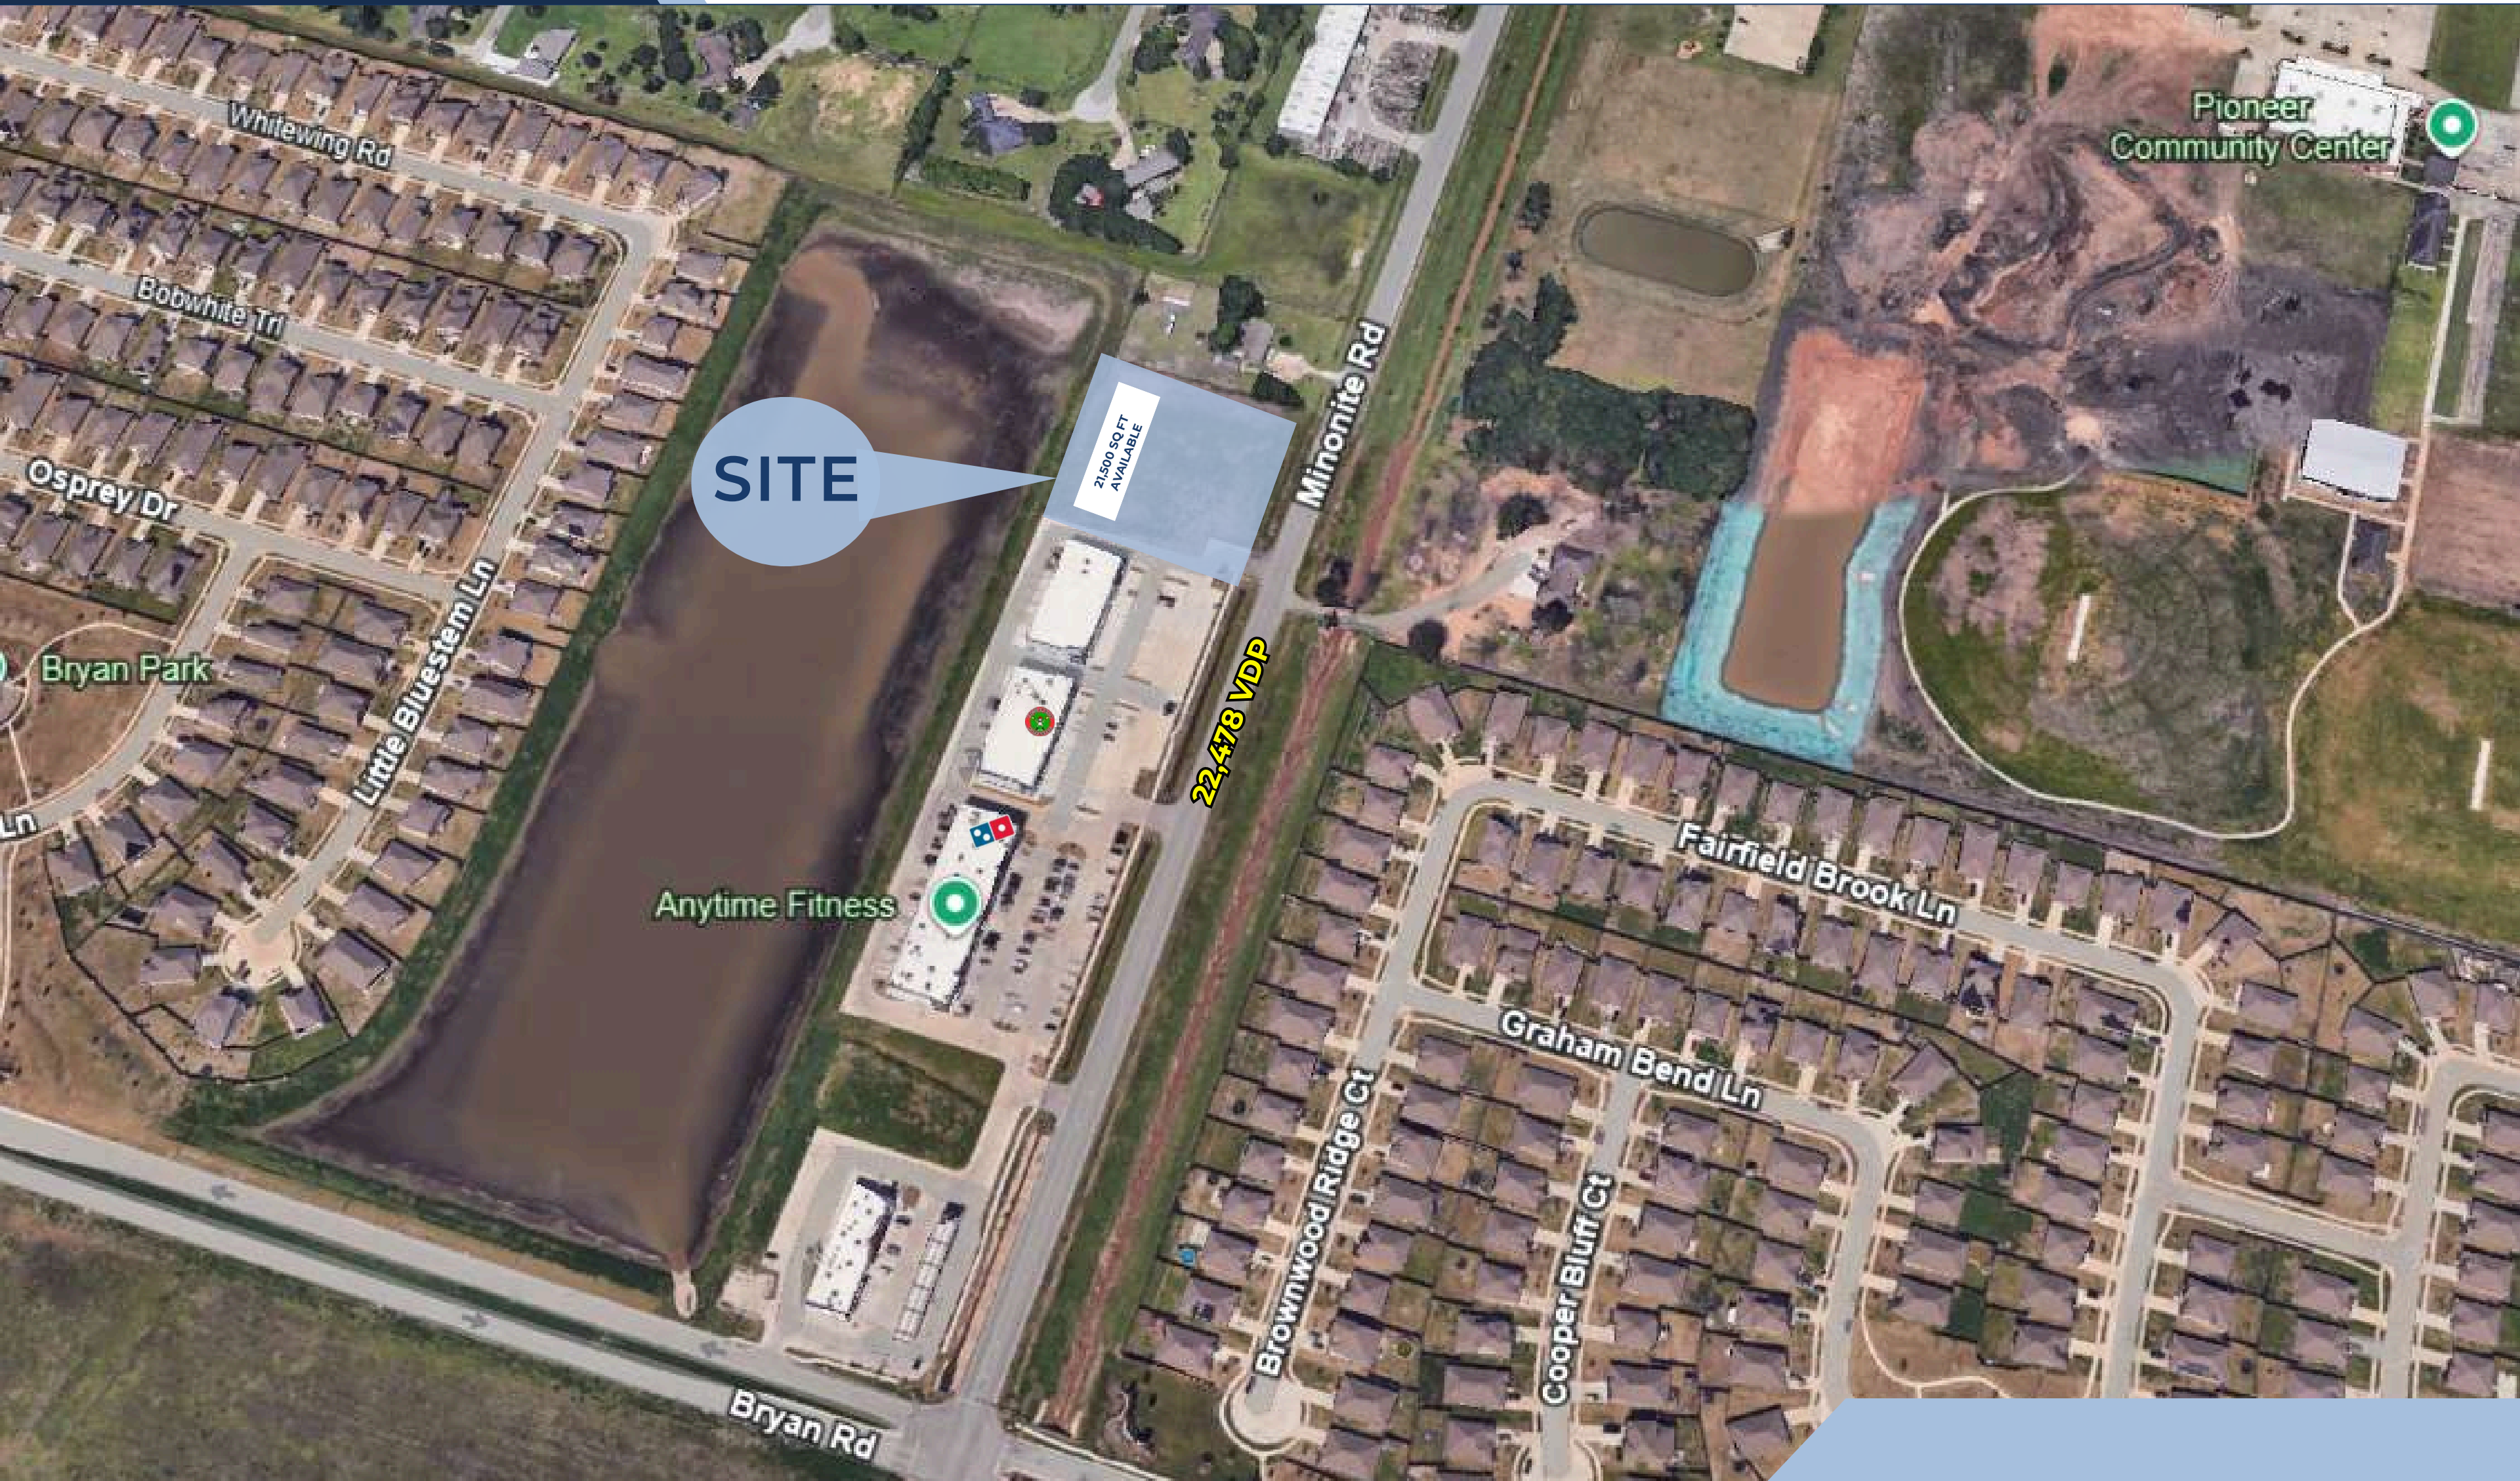 Whitewing Rd
Pioneer
Community Center
Bobwhite Trl
Minonite Rd
21,500 SQ FT
AVAILABLE
SITE
Osprey Dr
Little Bluestem Ln
Bryan Park
22,478 VDP
Ln
Fairfield Brook Ln
Anytime Fitness
Graham Bend Ln
Brownwood Ridge Ct
Cooper Bluff Ct
Bryan Rd